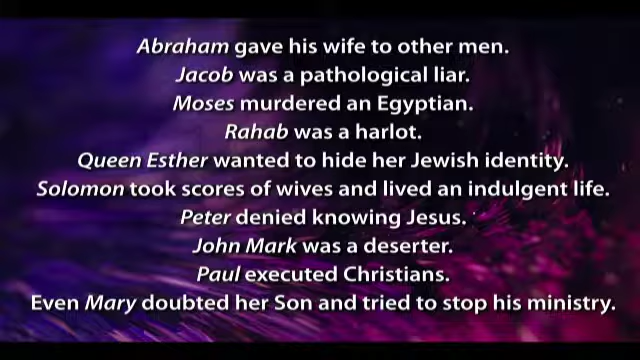 Abraham gave his wife to other men.
Jacob was a pathological liar.
Moses murdered an Egyptian.
Rahab was a harlot.
Queen Esther wanted to hide her Jewish identity.
Solomon took scores of wives and lived an indulgent life.
Peter denied knowing Jesus.
John Mark was a deserter.
Paul executed Christians.
Even Mary doubted her Son and tried to stop his ministry.